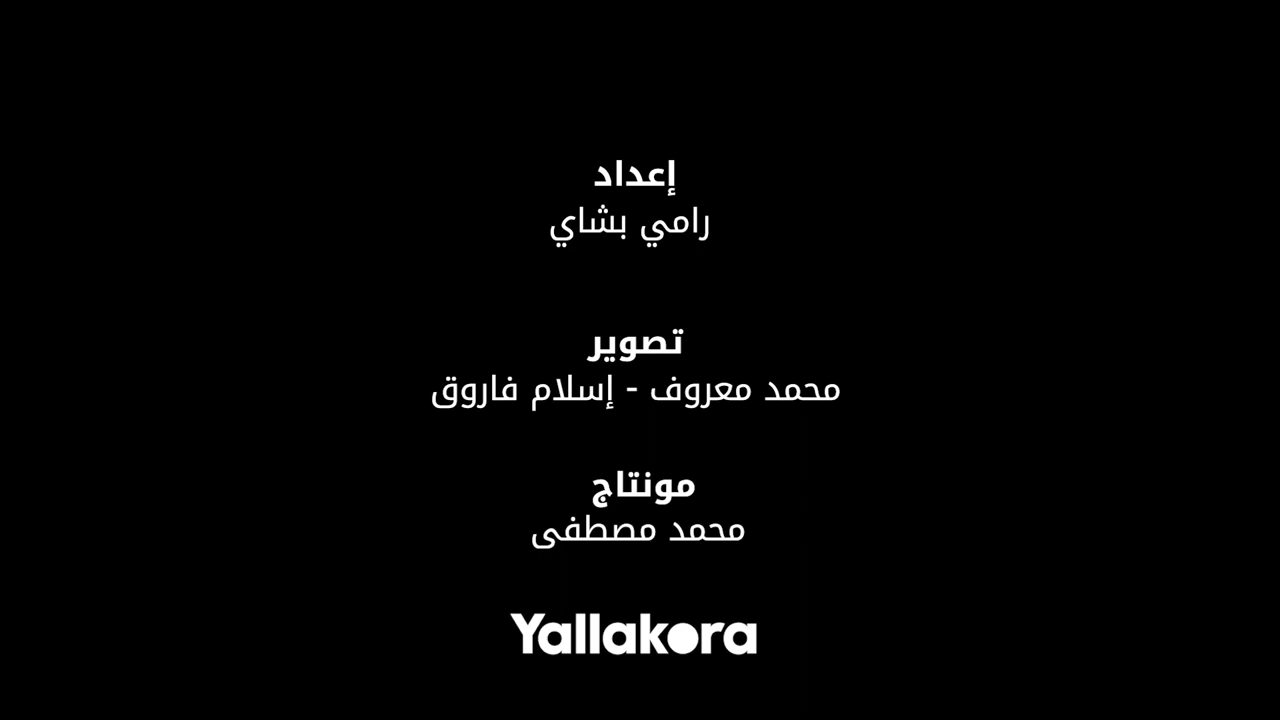 إعداد
رامي بشاي
تصوير
محمد معروف - إسلام فاروق
مونتاج
محمد مصطفى
Yallakora